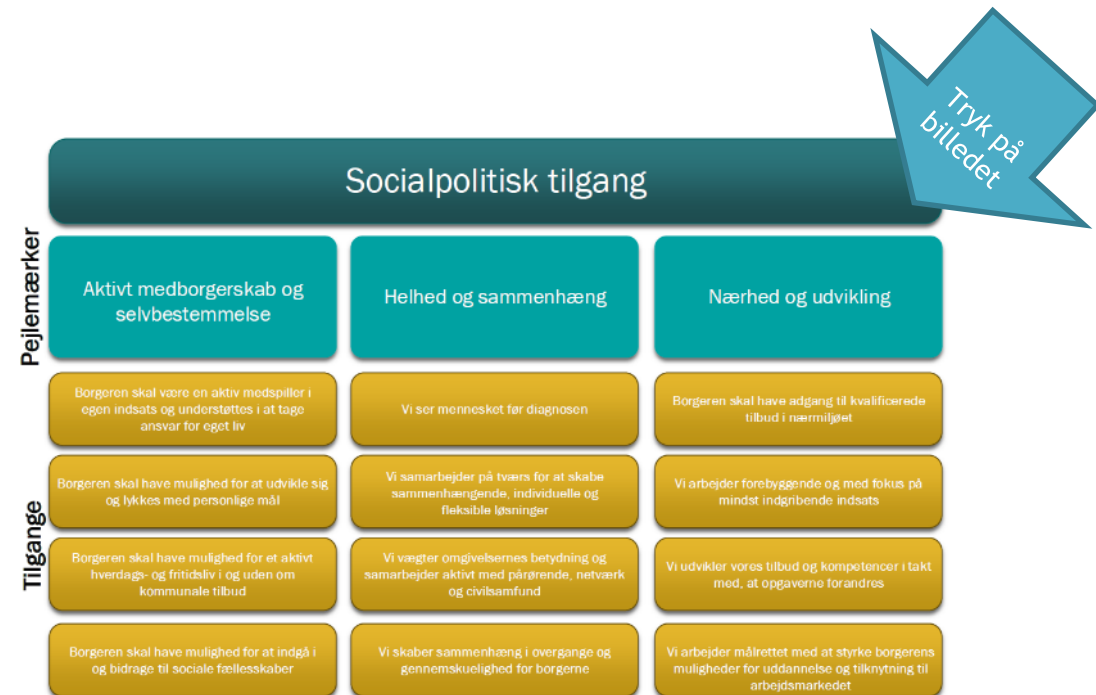 Tryk på
billedet
Socialpolitisk tilgang
Pejlemærker
Aktivt medborgerskab og
selvbestemmelse
Helhed og sammenhæng
Nærhed og udvikling
Tilgange
Borgeren skal være en aktiv medspiller i
egen indsats og understøttes i at tage
ansvar for eget liv
Vi ser mennesket før diagnosen
Borgeren skal have adgang til kvalificerede
tilbud i nærmiljøet
Borgeren skal have mulighed for at udvikle sig
og lykkes med personlige mål
Vi samarbejder på tværs for at skabe
sammenhængende, individuelle og
fleksible løsninger
Vi arbejder forebyggende og med fokus på
mindst indgribende indsats
Borgeren skal have mulighed for et aktivt
hverdags- og fritidsliv i og uden om
kommunale tilbud
Vi vægter omgivelsernes betydning og
samarbejder aktivt med pårørende, netværk
og civilsamfund
Vi udvikler vores tilbud og kompetencer i takt
med, at opgaverne forandres
Borgeren skal have mulighed for at indgå i
og bidrage til sociale fællesskaber
Vi skaber sammenhæng i overgange og
gennemskuelighed for borgerne
Vi arbejder målrettet med at styrke borgerens
muligheder for uddannelse og tilknytning til
arbejdsmarkedet